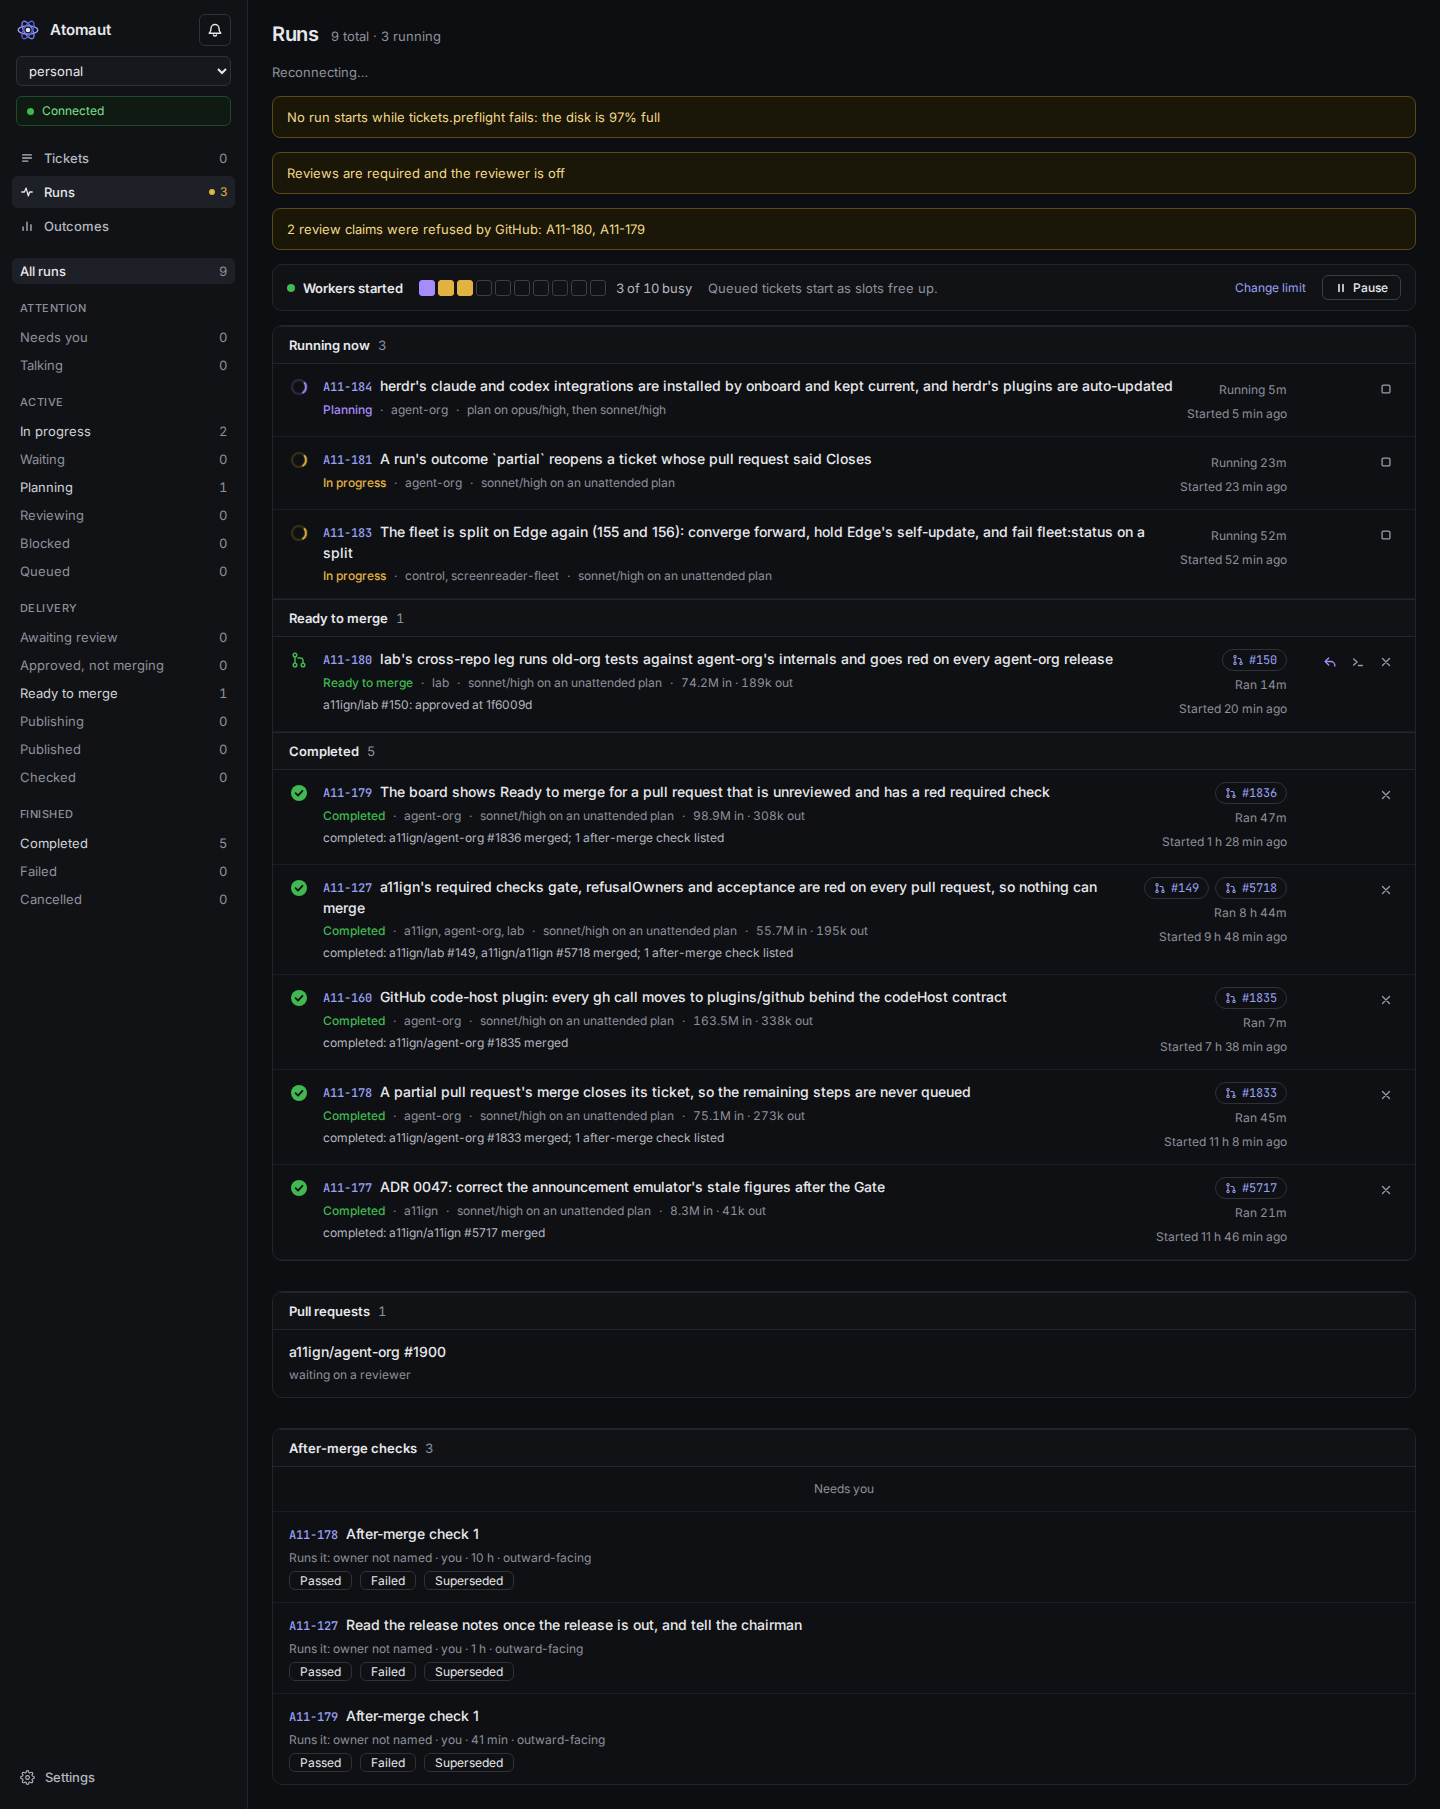 Atomaut
personal
Connected
Tickets 0
Runs 3
Outcomes
All runs 9
ATTENTION
Needs you 0
Talking 0
ACTIVE
In progress 2
Waiting 0
Planning 1
Reviewing 0
Blocked 0
Queued 0
DELIVERY
Awaiting review 0
Approved, not merging 0
Ready to merge 1
Publishing 0
Published 0
Checked 0
FINISHED
Completed 5
Failed 0
Cancelled 0
Settings
Runs 9 total · 3 running
Reconnecting...
No run starts while tickets.preflight fails: the disk is 97% full
Reviews are required and the reviewer is off
2 review claims were refused by GitHub: A11-180, A11-179
Workers started 3 of 10 busy Queued tickets start as slots free up. Change limit Pause
Running now 3
A11-184 herdr's claude and codex integrations are installed by onboard and kept current, and herdr's plugins are auto-updated
Running 5m
Planning · agent-org · plan on opus/high, then sonnet/high
Started 5 min ago
A11-181 A run's outcome `partial` reopens a ticket whose pull request said Closes
Running 23m
In progress · agent-org · sonnet/high on an unattended plan
Started 23 min ago
A11-183 The fleet is split on Edge again (155 and 156): converge forward, hold Edge's self-update, and fail fleet:status on a
split
Running 52m
Started 52 min ago
In progress · control, screenreader-fleet · sonnet/high on an unattended plan
Ready to merge 1
A11-180 lab's cross-repo leg runs old-org tests against agent-org's internals and goes red on every agent-org release
#150
Ready to merge · lab · sonnet/high on an unattended plan · 74.2M in · 189k out
Ran 14m
a11ign/lab #150: approved at 1f6009d
Started 20 min ago
Completed 5
A11-179 The board shows Ready to merge for a pull request that is unreviewed and has a red required check
#1836
Completed · agent-org · sonnet/high on an unattended plan · 98.9M in · 308k out
Ran 47m
completed: a11ign/agent-org #1836 merged; 1 after-merge check listed
Started 1 h 28 min ago
A11-127 a11ign's required checks gate, refusalOwners and acceptance are red on every pull request, so nothing can
merge
#149 #5718
Ran 8 h 44m
Completed · a11ign, agent-org, lab · sonnet/high on an unattended plan · 55.7M in · 195k out
Started 9 h 48 min ago
completed: a11ign/lab #149, a11ign/a11ign #5718 merged; 1 after-merge check listed
A11-160 GitHub code-host plugin: every gh call moves to plugins/github behind the codeHost contract
#1835
Completed · agent-org · sonnet/high on an unattended plan · 163.5M in · 338k out
Ran 7m
completed: a11ign/agent-org #1835 merged
Started 7 h 38 min ago
A11-178 A partial pull request's merge closes its ticket, so the remaining steps are never queued
#1833
Completed · agent-org · sonnet/high on an unattended plan · 75.1M in · 273k out
Ran 45m
completed: a11ign/agent-org #1833 merged; 1 after-merge check listed
Started 11 h 8 min ago
A11-177 ADR 0047: correct the announcement emulator's stale figures after the Gate
#5717
Completed · a11ign · sonnet/high on an unattended plan · 8.3M in · 41k out
Ran 21m
completed: a11ign/a11ign #5717 merged
Started 11 h 46 min ago
Pull requests 1
a11ign/agent-org #1900
waiting on a reviewer
After-merge checks 3
Needs you
A11-178 After-merge check 1
Runs it: owner not named · you · 10 h · outward-facing
Passed Failed Superseded
A11-127 Read the release notes once the release is out, and tell the chairman
Runs it: owner not named · you · 1 h · outward-facing
Passed Failed Superseded
A11-179 After-merge check 1
Runs it: owner not named · you · 41 min · outward-facing
Passed Failed Superseded